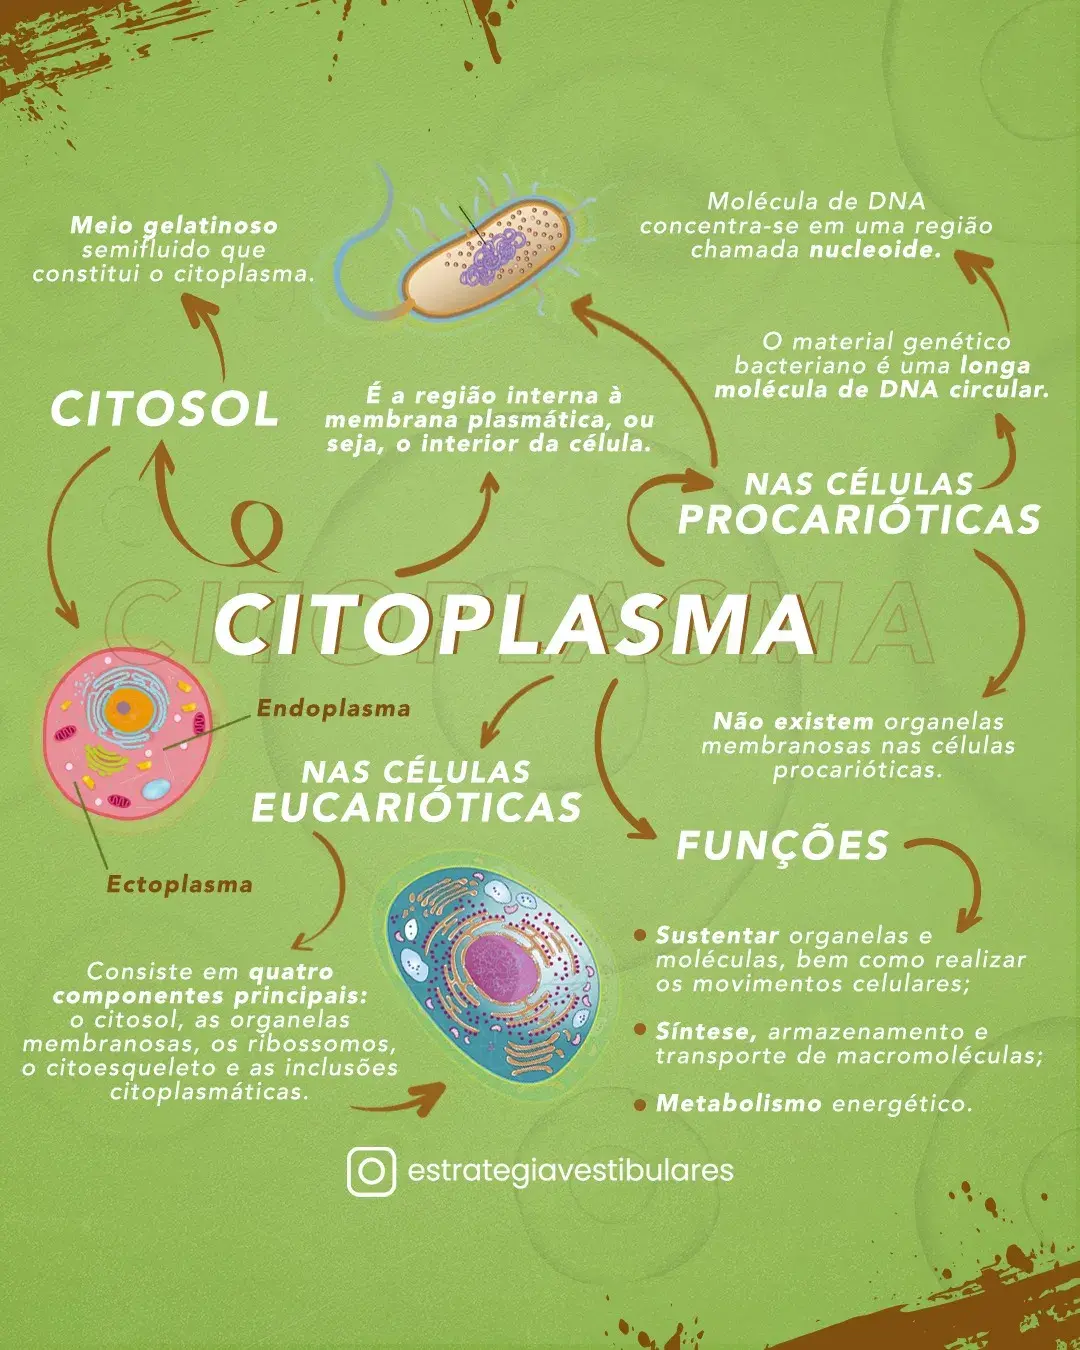 Meio gelatinoso
semifluido que
constitui o citoplasma.
CITOSOL
É a região interna à
membrana plasmática, ou
seja, o interior da célula.
Molécula de DNA
concentra-se em uma região
chamada nucleoide.
O material genético
bacteriano é uma longa
molécula de DNA circular.
NAS CÉLULAS
PROCARIÓTICAS
CITOPLASMA
CITOPLASMA
Endoplasma
Ectoplasma
NAS CÉLULAS
EUCARIÓTICAS
Não existem organelas
membranosas nas células
procarióticas.
FUNÇÕES
Consiste em quatro
componentes principais:
o citosol, as organelas
membranosas, os ribossomos,
o citoesqueleto e as inclusões
citoplasmáticas.
Sustentar organelas e
moléculas, bem como realizar
os movimentos celulares;
Síntese, armazenamento e
transporte de macromoléculas;
Metabolismo energético.
estrategiavestibulares